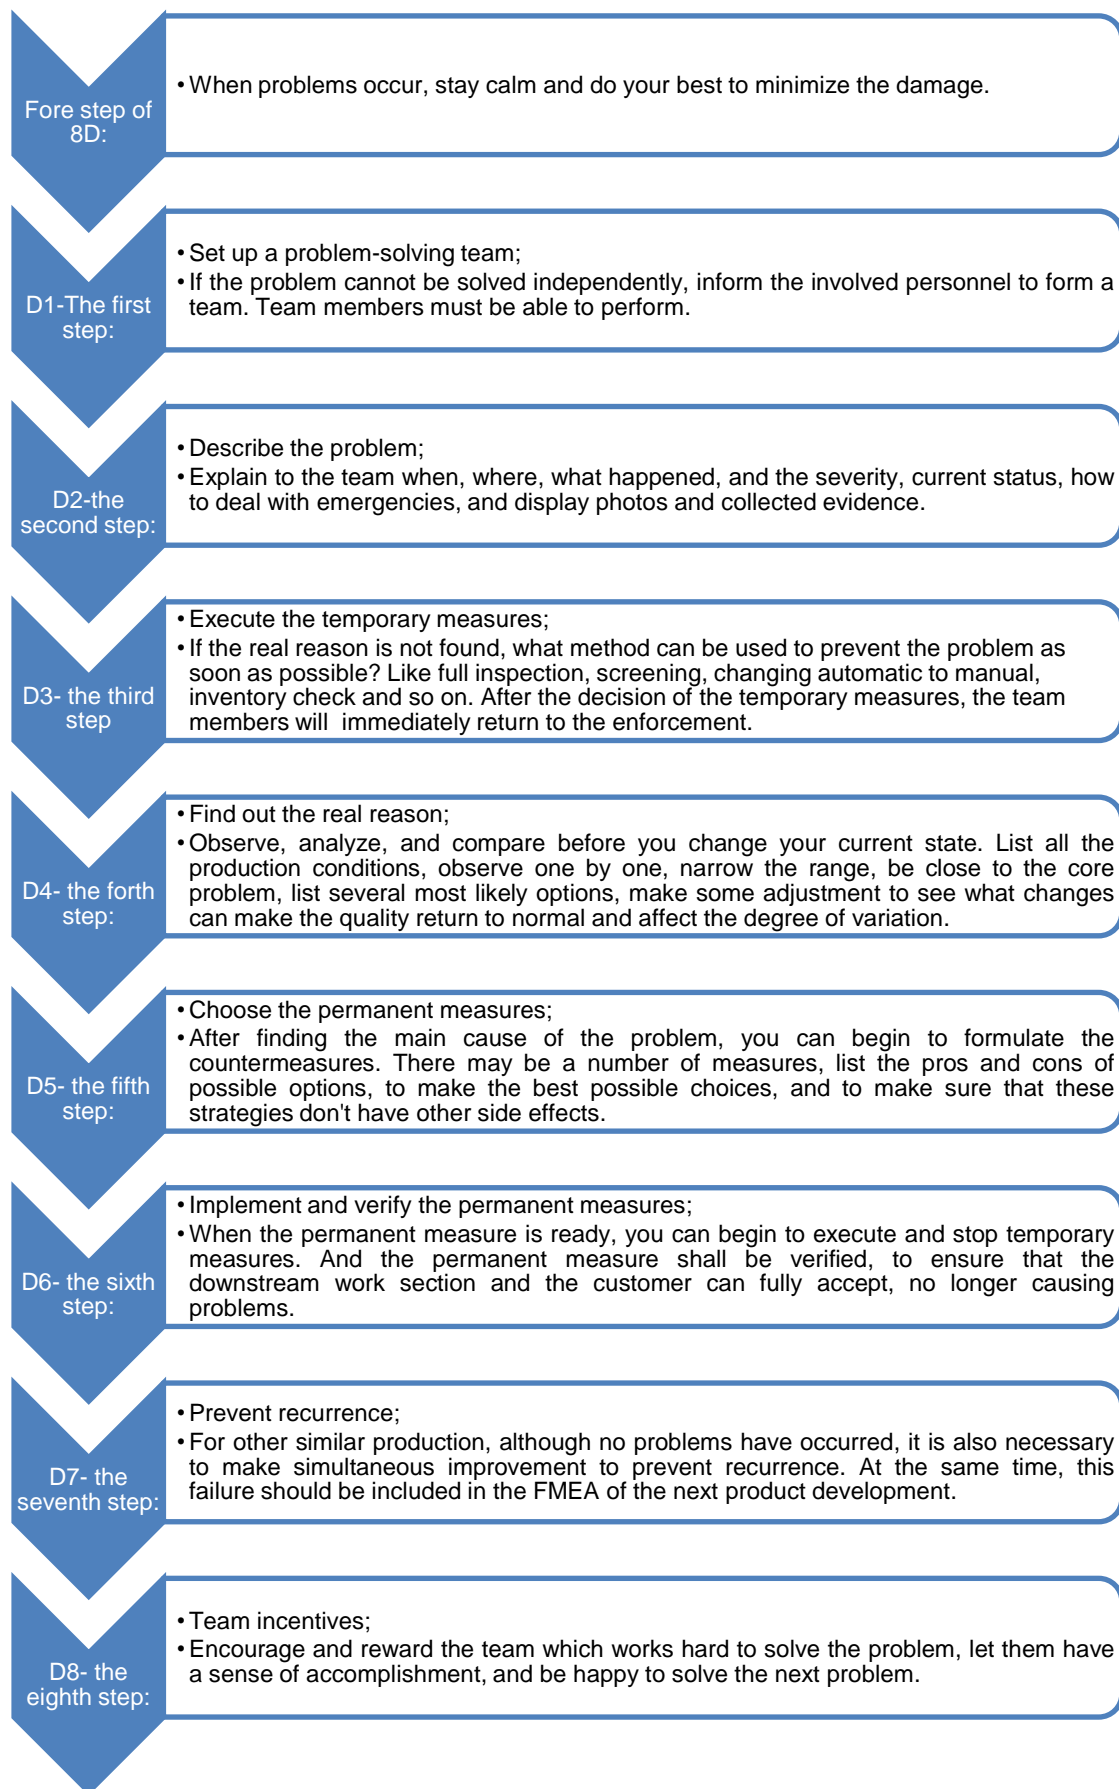 Fore step of
8D:
• When problems occur, stay calm and do your best to minimize the damage.
D1-The first
step:
• Set up a problem-solving team;
• If the problem cannot be solved independently, inform the involved personnel to form a
team. Team members must be able to perform.
D2-the
second step:
• Describe the problem;
• Explain to the team when, where, what happened, and the severity, current status, how
to deal with emergencies, and display photos and collected evidence.
D3- the third
step
• Execute the temporary measures;
• If the real reason is not found, what method can be used to prevent the problem as
soon as possible? Like full inspection, screening, changing automatic to manual,
inventory check and so on. After the decision of the temporary measures, the team
members will immediately return to the enforcement.
D4- the forth
step:
• Find out the real reason;
• Observe, analyze, and compare before you change your current state. List all the
production conditions, observe one by one, narrow the range, be close to the core
problem, list several most likely options, make some adjustment to see what changes
can make the quality return to normal and affect the degree of variation.
D5- the fifth
step:
• Choose the permanent measures;
• After finding the main cause of the problem, you can begin to formulate the
countermeasures. There may be a number of measures, list the pros and cons of
possible options, to make the best possible choices, and to make sure that these
strategies don't have other side effects.
D6- the sixth
step:
• Implement and verify the permanent measures;
• When the permanent measure is ready, you can begin to execute and stop temporary
measures. And the permanent measure shall be verified, to ensure that the
downstream work section and the customer can fully accept, no longer causing
problems.
D7- the
seventh step:
• Prevent recurrence;
• For other similar production, although no problems have occurred, it is also necessary
to make simultaneous improvement to prevent recurrence. At the same time, this
failure should be included in the FMEA of the next product development.
D8- the
eighth step:
• Team incentives;
• Encourage and reward the team which works hard to solve the problem, let them have
a sense of accomplishment, and be happy to solve the next problem.